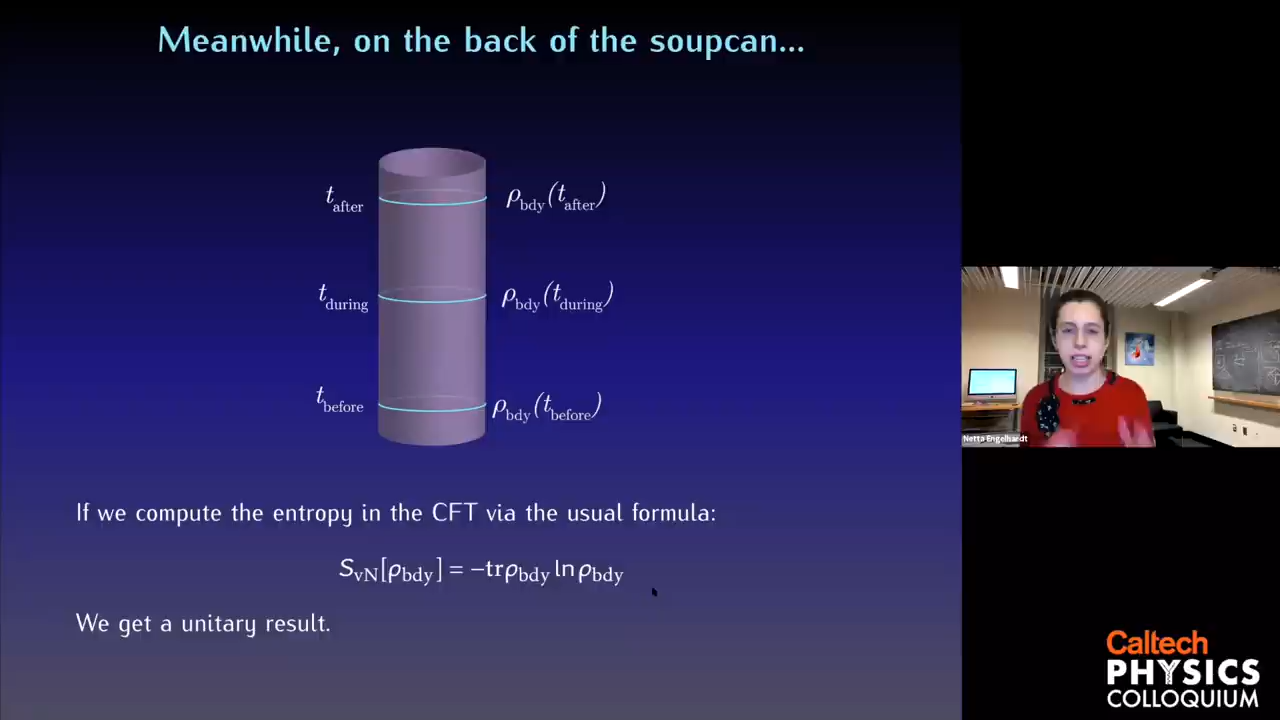 Meanwhile, on the back of the soupcan...
t_after ρ_bdy(t_after)
t_during ρ_bdy(t_during)
t_before ρ_bdy(t_before)
If we compute the entropy in the CFT via the usual formula:
S_vN[ρ_bdy] = −trρ_bdy lnρ_bdy
We get a unitary result.
Netta Engelhardt
Caltech
PHYSICS
COLLOQUIUM